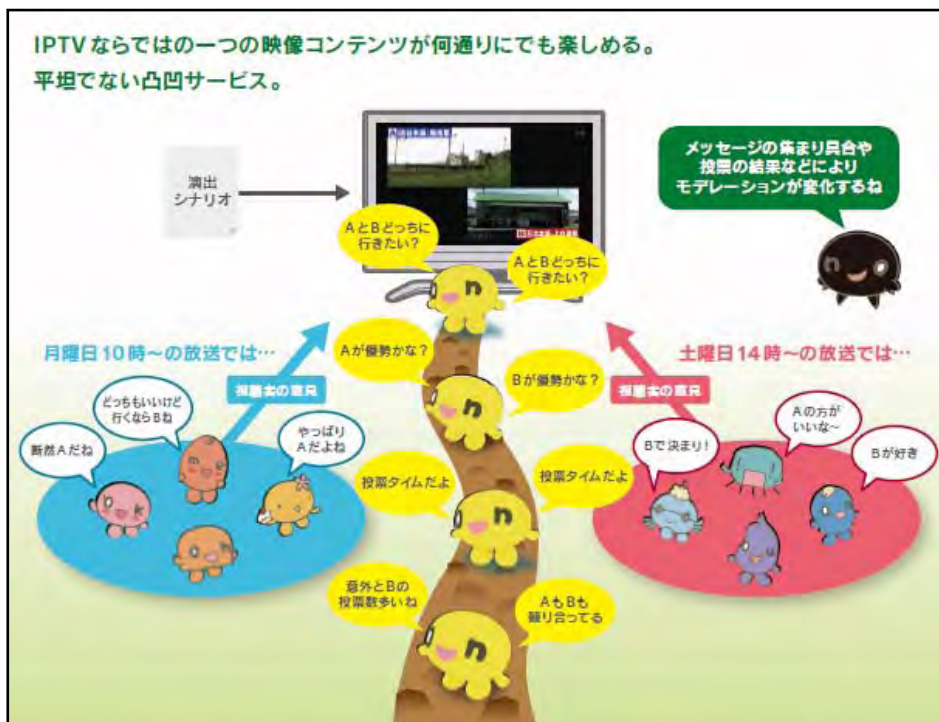 IPTVならではの一つの映像コンテンツが何通りにでも楽しめる。
平坦でない凸凹サービス。
演出
シナリオ
メッセージの集まり具合や
投票の結果などにより
モデレーションが変化するね
AとBどっちに
行きたい？
AとBどっちに
行きたい？
月曜日10時～の放送では…
視聴者の意見
どっちもいいけど
行くならBね
断然Aだね
やっぱり
Aだよね
Aが優勢かな？
Bが優勢かな？
投票タイムだよ
投票タイムだよ
意外とBの
投票数多いね
AもBも
競り合ってる
土曜日14時～の放送では…
視聴者の意見
Aの方が
いいな～
Bで決まり！
Bが好き